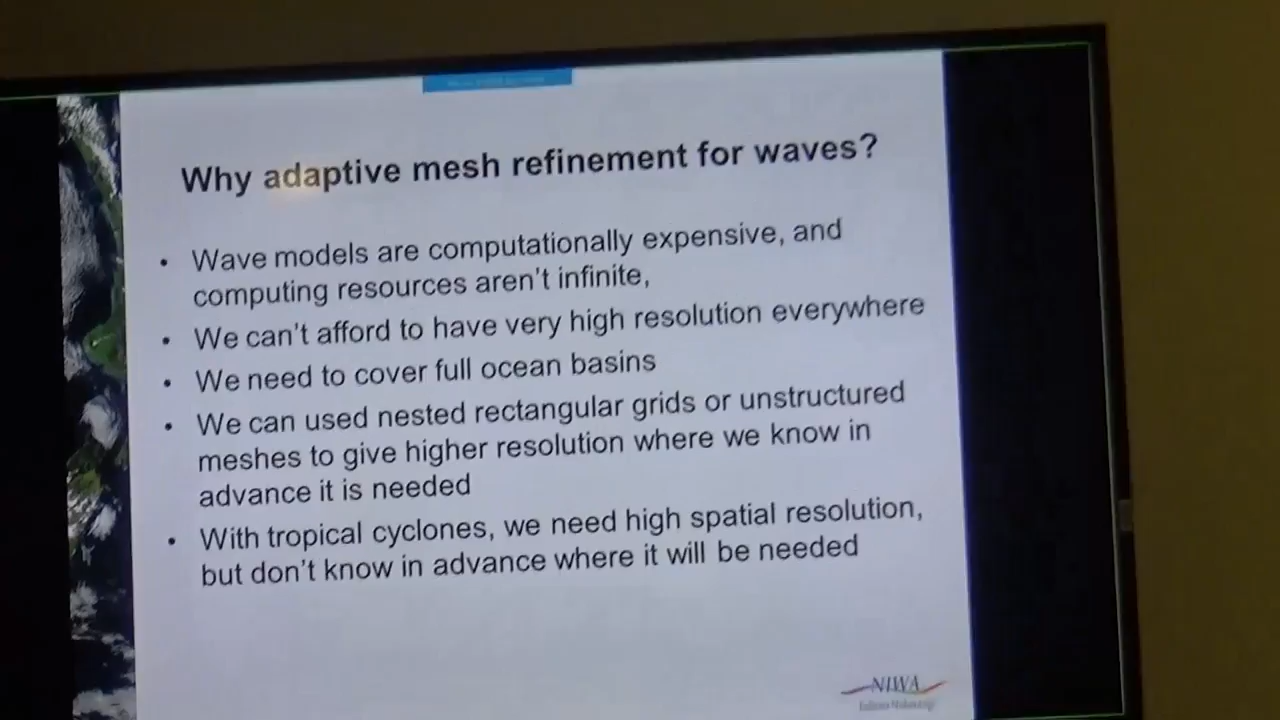 Why adaptive mesh refinement for waves?
• Wave models are computationally expensive, and
computing resources aren't infinite,
• We can't afford to have very high resolution everywhere
• We need to cover full ocean basins
• We can used nested rectangular grids or unstructured
meshes to give higher resolution where we know in
advance it is needed
• With tropical cyclones, we need high spatial resolution,
but don't know in advance where it will be needed
NIWA